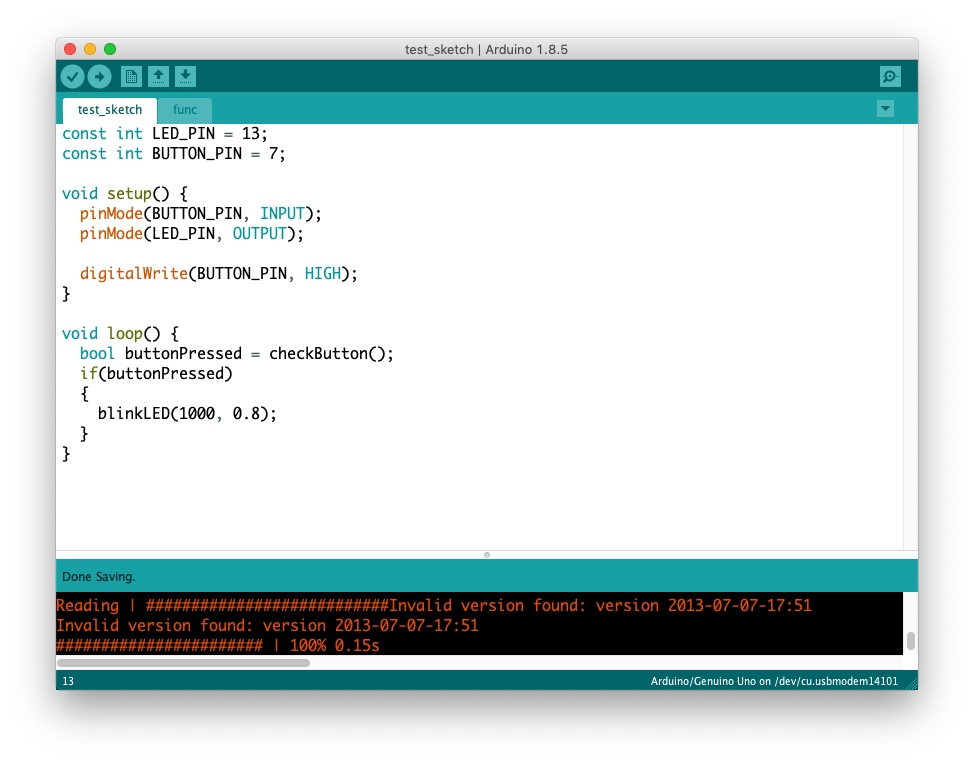 test_sketch | Arduino 1.8.5
test_sketch func
const int LED_PIN = 13;
const int BUTTON_PIN = 7;
void setup() {
  pinMode(BUTTON_PIN, INPUT);
  pinMode(LED_PIN, OUTPUT);
  digitalWrite(BUTTON_PIN, HIGH);
}
void loop() {
  bool buttonPressed = checkButton();
  if(buttonPressed)
  {
    blinkLED(1000, 0.8);
  }
}
Done Saving.
Reading | ###########################Invalid version found: version 2013-07-07-17:51
Invalid version found: version 2013-07-07-17:51
####################### | 100% 0.15s
13 Arduino/Genuino Uno on /dev/cu.usbmodem14101